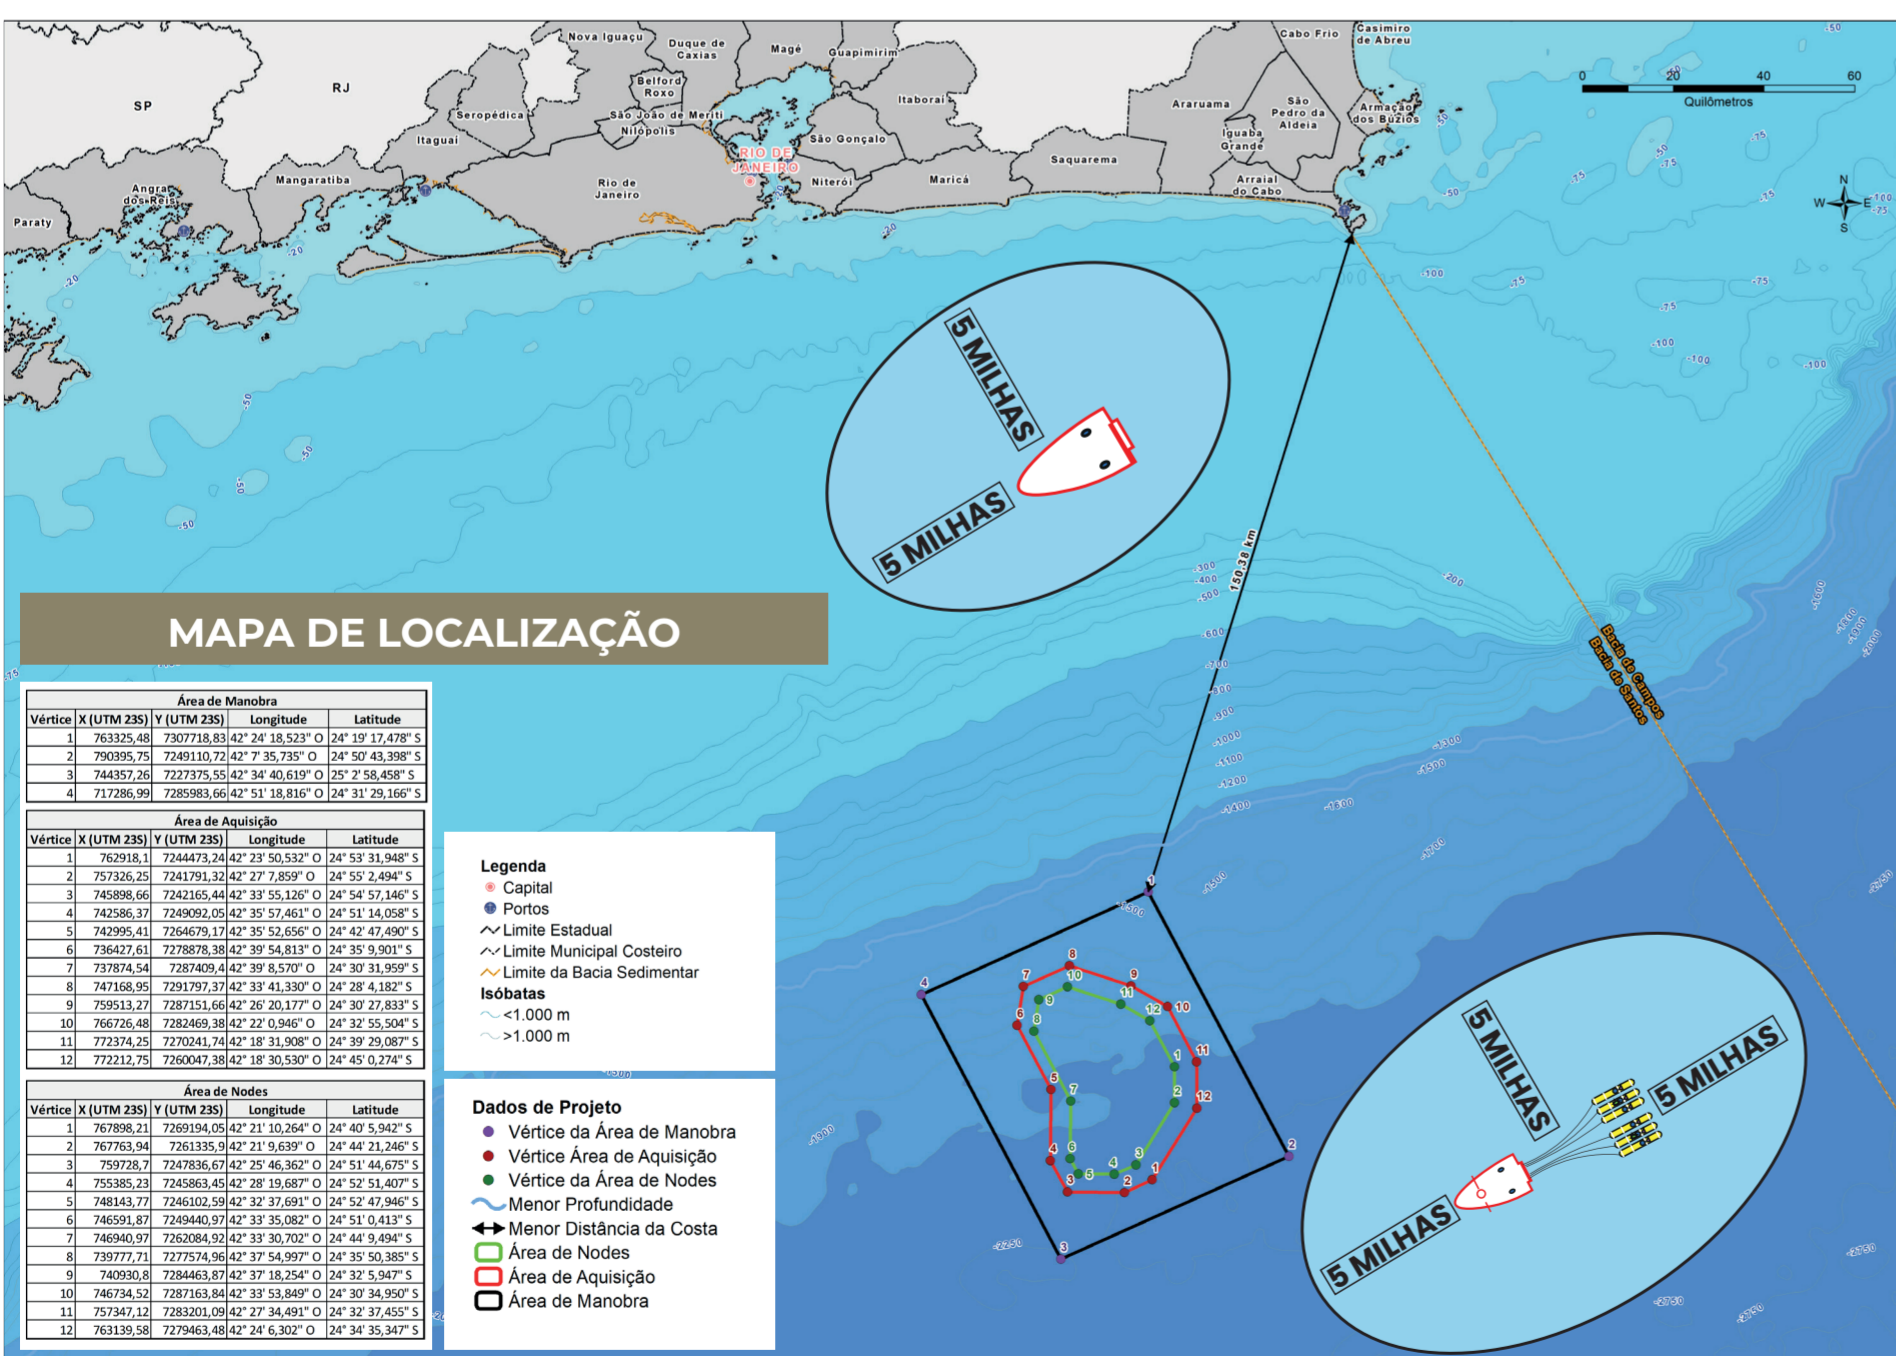 Casimiro
de Abreu
Cabo Frio
Nova Iguaçu
Duque de
Caxias
Magé
Guapimirim
SP
RJ
Belford
Roxo
Itaboraí
Seropédica
São João de Meriti
Nilópolis
Itaguaí
São Gonçalo
Araruama
São
Pedro da
Aldeia
Armação
dos Búzios
Iguaba
Grande
Saquarema
RIO DE
JANEIRO
Mangaratiba
Angra
dos Reis
Rio de
Janeiro
Niterói
Maricá
Arraial
do Cabo
Paraty
0 20 40 60
Quilômetros
N
W E
S
5 MILHAS
5 MILHAS
150,38 km
Bacia de Campos
Bacia de Santos
MAPA DE LOCALIZAÇÃO
Área de Manobra
Vértice X (UTM 23S) Y (UTM 23S) Longitude Latitude
1 763325,48 7307718,83 42° 24' 18,523" O 24° 19' 17,478" S
2 790395,75 7249110,72 42° 7' 35,735" O 24° 50' 43,398" S
3 744357,26 7227375,55 42° 34' 40,619" O 25° 2' 58,458" S
4 717286,99 7285983,66 42° 51' 18,816" O 24° 31' 29,166" S
Área de Aquisição
Vértice X (UTM 23S) Y (UTM 23S) Longitude Latitude
1 762918,1 7244473,24 42° 23' 50,532" O 24° 53' 31,948" S
2 757326,25 7241791,32 42° 27' 7,859" O 24° 55' 2,494" S
3 745898,66 7242165,44 42° 33' 55,126" O 24° 54' 57,146" S
4 742586,37 7249092,05 42° 35' 57,461" O 24° 51' 14,058" S
5 742995,41 7264679,17 42° 35' 52,656" O 24° 42' 47,490" S
6 736427,61 7278878,38 42° 39' 54,813" O 24° 35' 9,901" S
7 737874,54 7287409,4 42° 39' 8,570" O 24° 30' 31,959" S
8 747168,95 7291797,37 42° 33' 41,330" O 24° 28' 4,182" S
9 759513,27 7287151,66 42° 26' 20,177" O 24° 30' 27,833" S
10 766726,48 7282469,38 42° 22' 0,946" O 24° 32' 55,504" S
11 772374,25 7270241,74 42° 18' 31,908" O 24° 39' 29,087" S
12 772212,75 7260047,38 42° 18' 30,530" O 24° 45' 0,274" S
Área de Nodes
Vértice X (UTM 23S) Y (UTM 23S) Longitude Latitude
1 767898,21 7269194,05 42° 21' 10,264" O 24° 40' 5,942" S
2 767763,94 7261335,9 42° 21' 9,639" O 24° 44' 21,246" S
3 759728,7 7247836,67 42° 25' 46,362" O 24° 51' 44,675" S
4 755385,23 7245863,45 42° 28' 19,687" O 24° 52' 51,407" S
5 748143,77 7246102,59 42° 32' 37,691" O 24° 52' 47,946" S
6 746591,87 7249440,97 42° 33' 35,082" O 24° 51' 0,413" S
7 746940,97 7262084,92 42° 33' 30,702" O 24° 44' 9,494" S
8 739777,71 7277574,96 42° 37' 54,997" O 24° 35' 50,385" S
9 740930,8 7284463,87 42° 37' 18,254" O 24° 32' 5,947" S
10 746734,52 7287163,84 42° 33' 53,849" O 24° 30' 34,950" S
11 757347,12 7283201,09 42° 27' 34,491" O 24° 32' 37,455" S
12 763139,58 7279463,48 42° 24' 6,302" O 24° 34' 35,347" S
Legenda
Capital
Portos
Limite Estadual
Limite Municipal Costeiro
Limite da Bacia Sedimentar
Isóbatas
<1.000 m
>1.000 m
Dados de Projeto
Vértice da Área de Manobra
Vértice Área de Aquisição
Vértice da Área de Nodes
Menor Profundidade
Menor Distância da Costa
Área de Nodes
Área de Aquisição
Área de Manobra
5 MILHAS
5 MILHAS
5 MILHAS